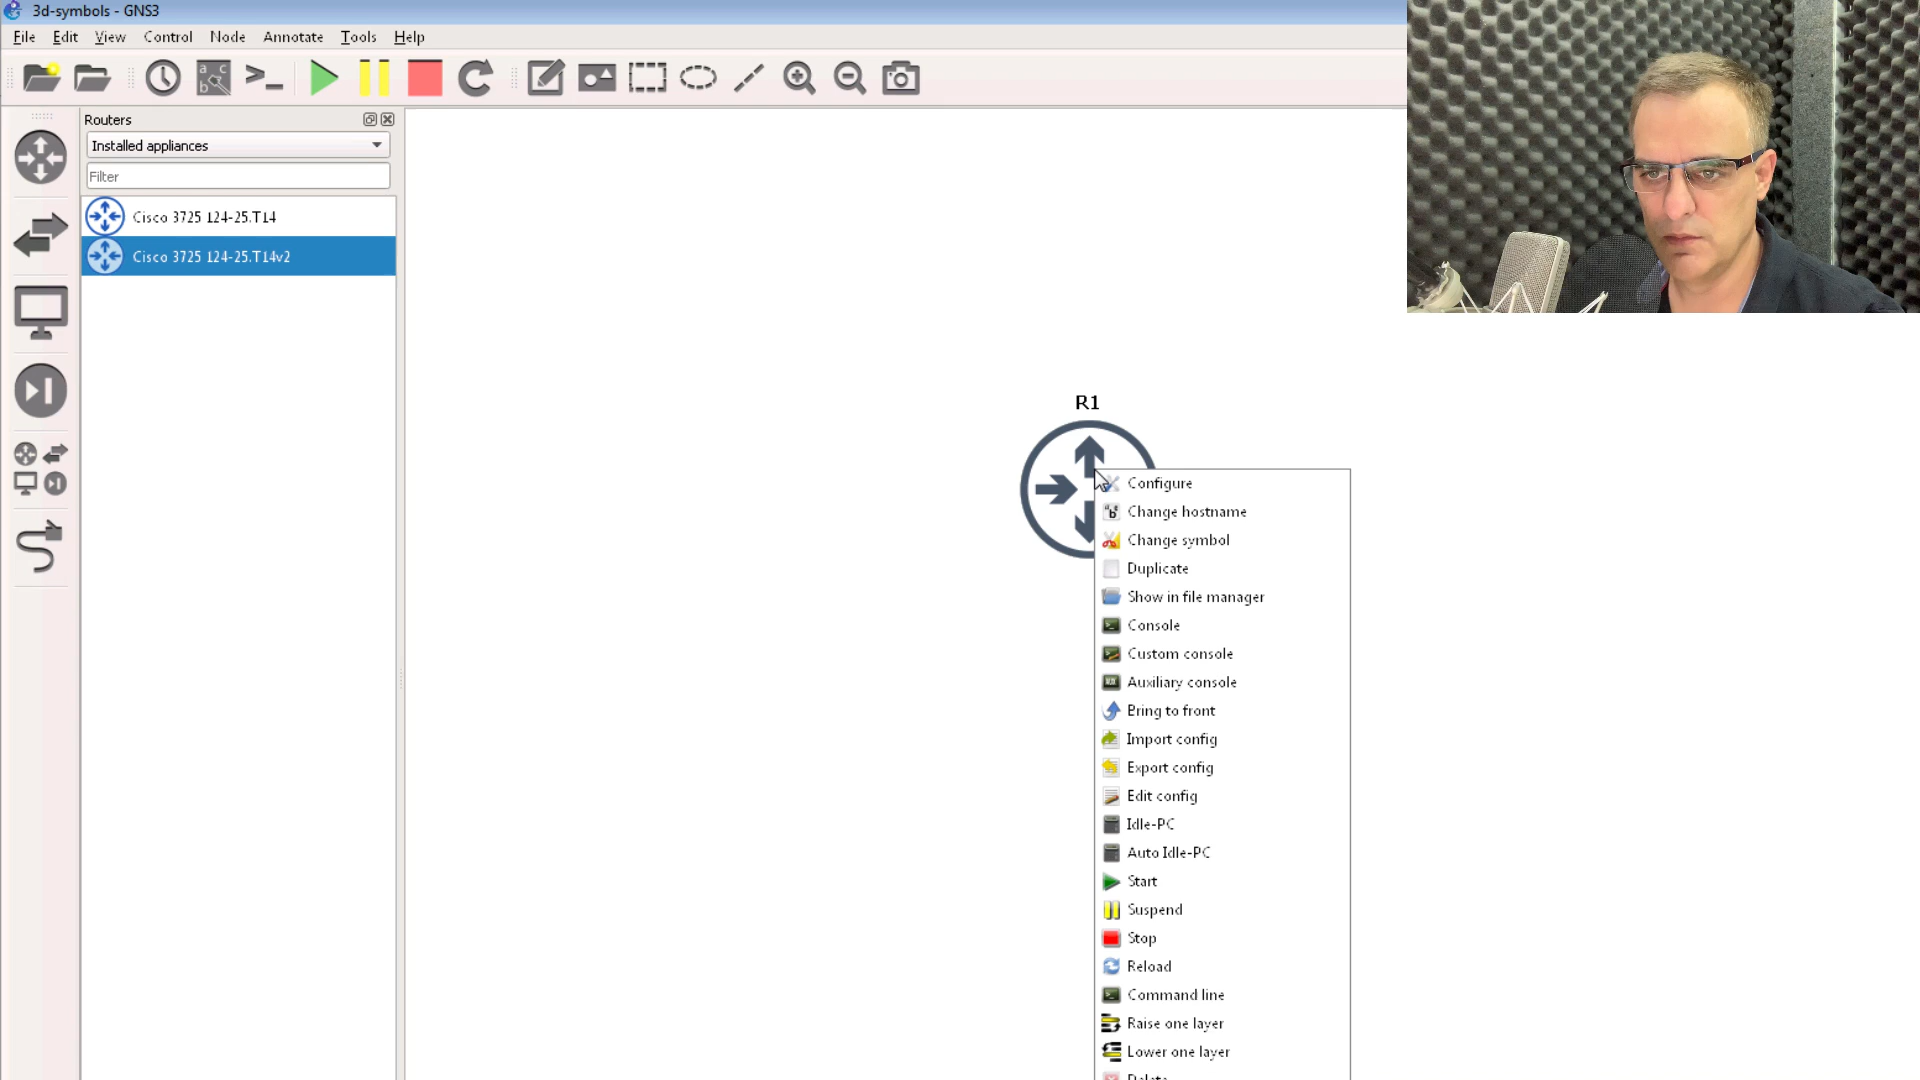 3d-symbols - GNS3
File Edit View Control Node Annotate Tools Help
Routers
Installed appliances
Filter
Cisco 3725 124-25.T14
Cisco 3725 124-25.T14v2
R1
Configure
Change hostname
Change symbol
Duplicate
Show in file manager
Console
Custom console
Auxiliary console
Bring to front
Import config
Export config
Edit config
Idle-PC
Auto Idle-PC
Start
Suspend
Stop
Reload
Command line
Raise one layer
Lower one layer
Delete